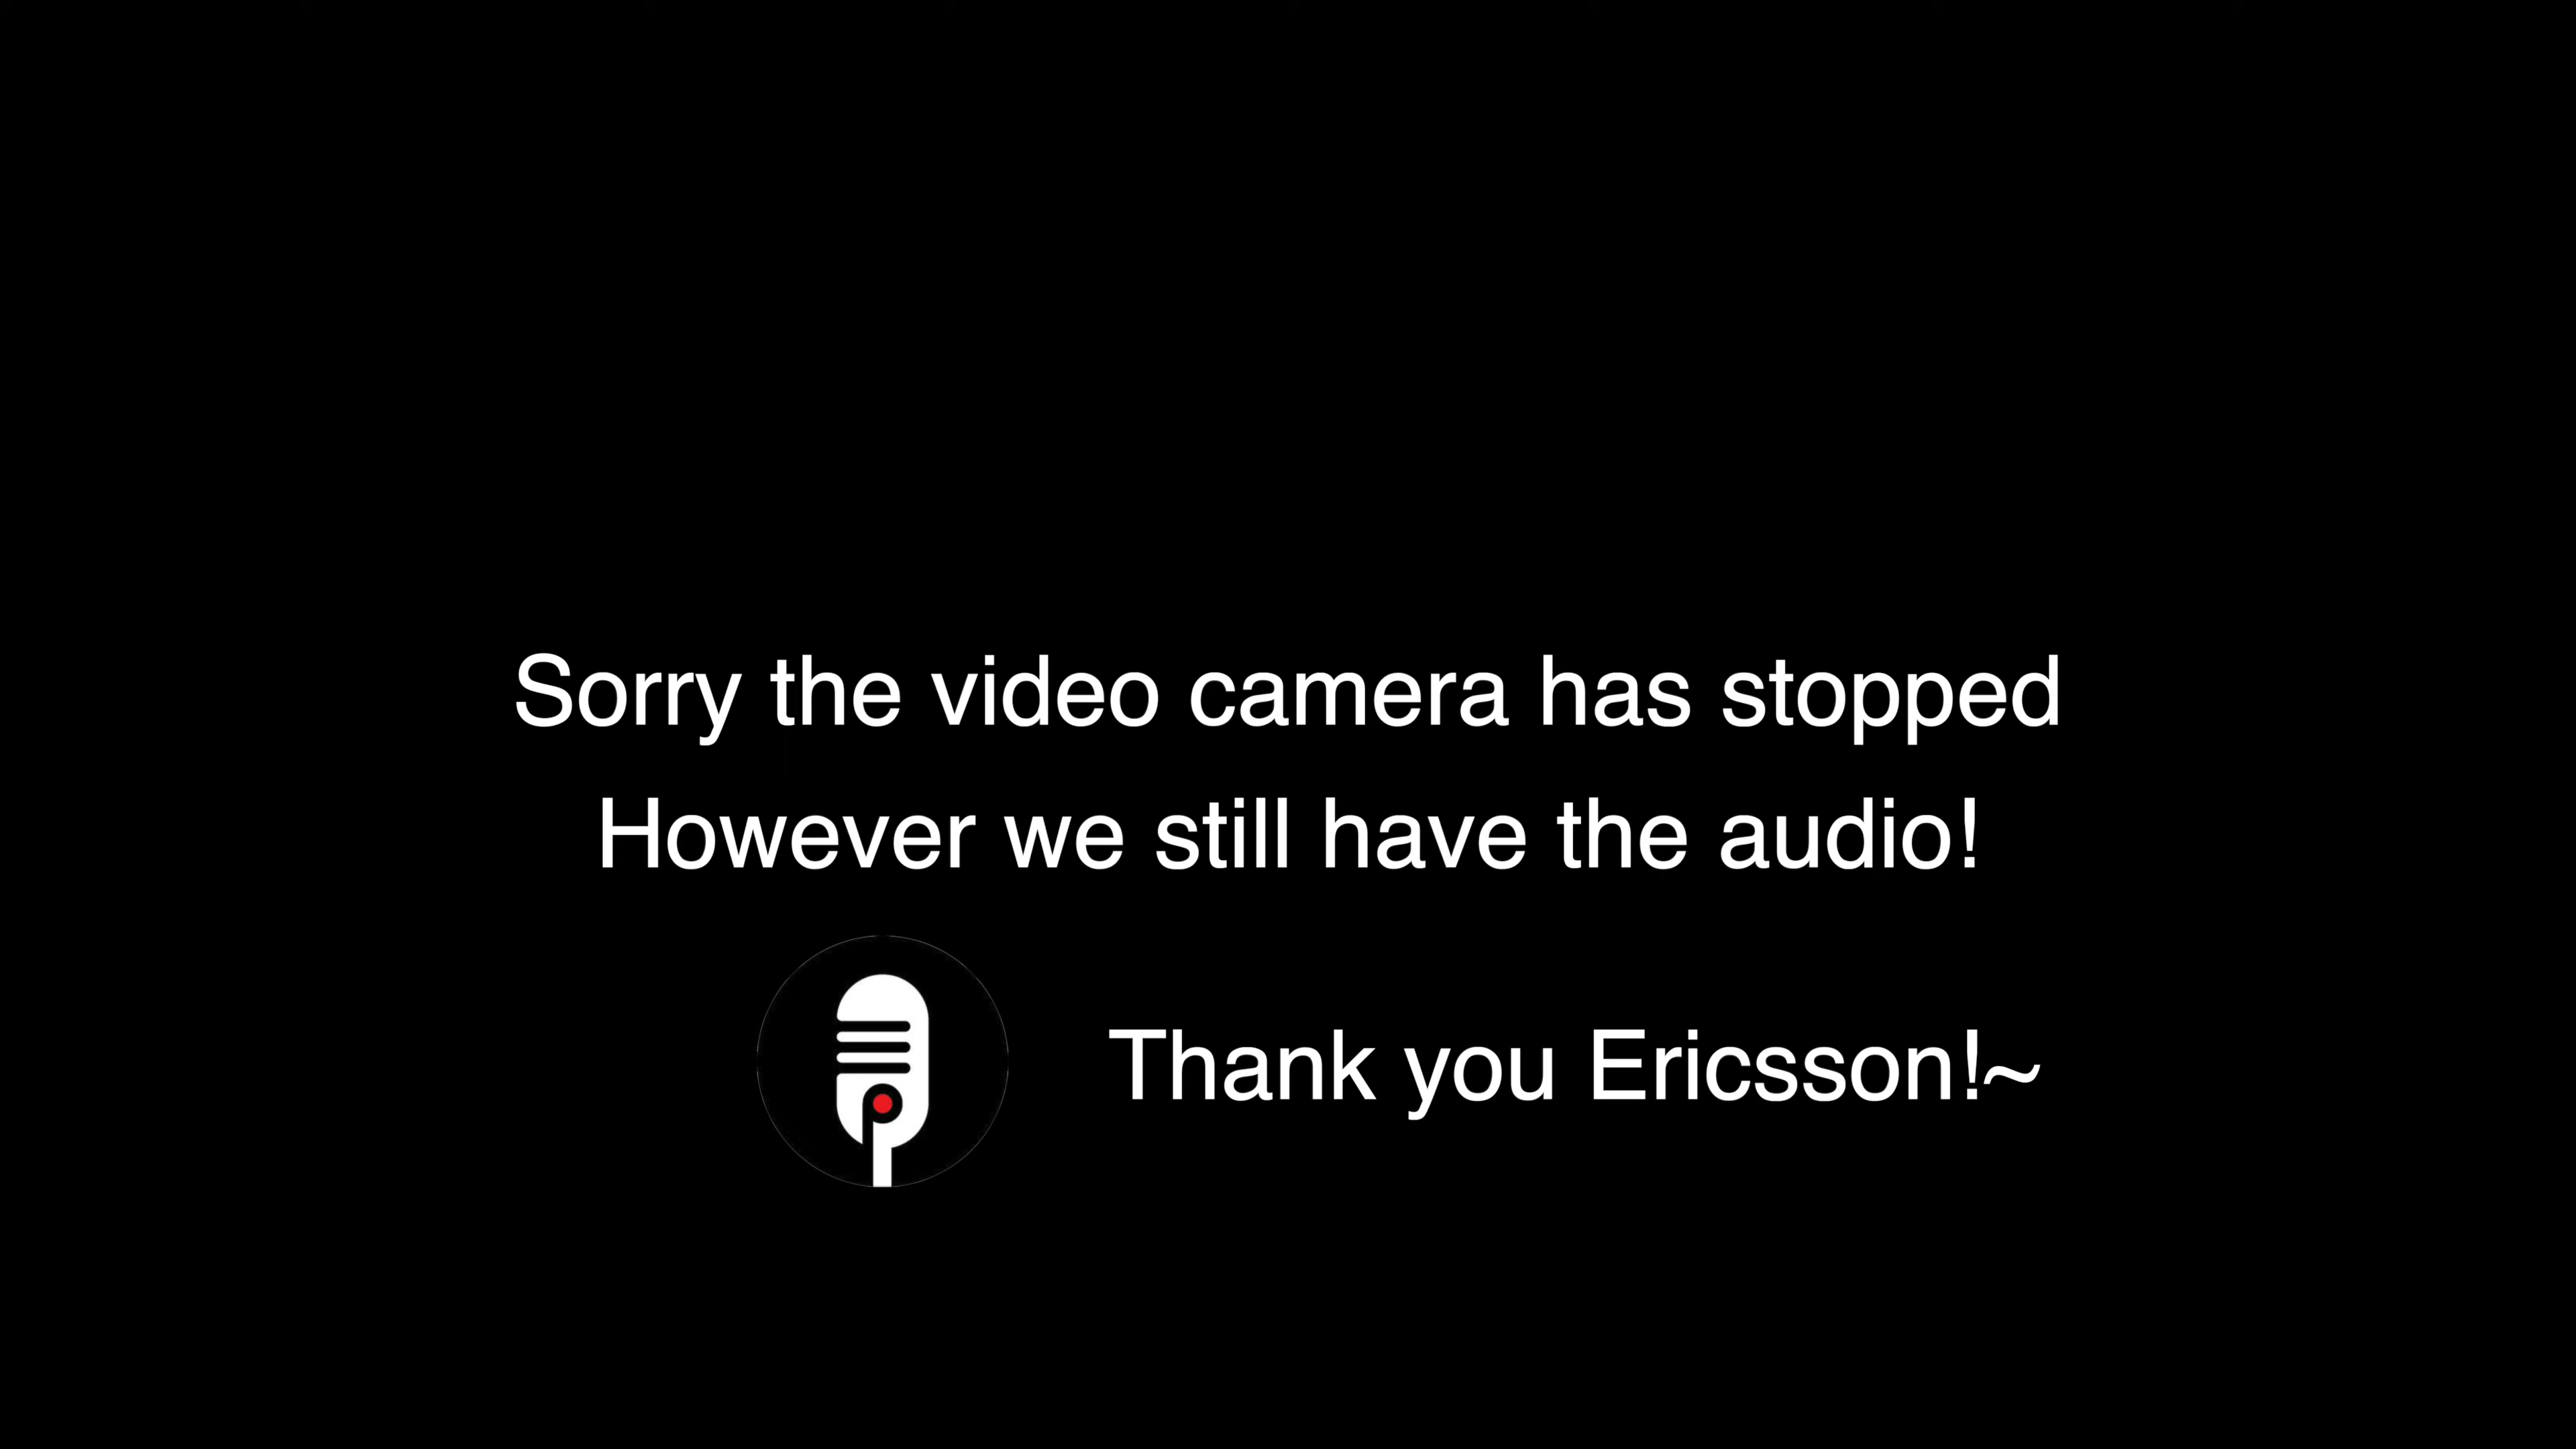 Sorry the video camera has stopped
However we still have the audio!
Thank you Ericsson!~